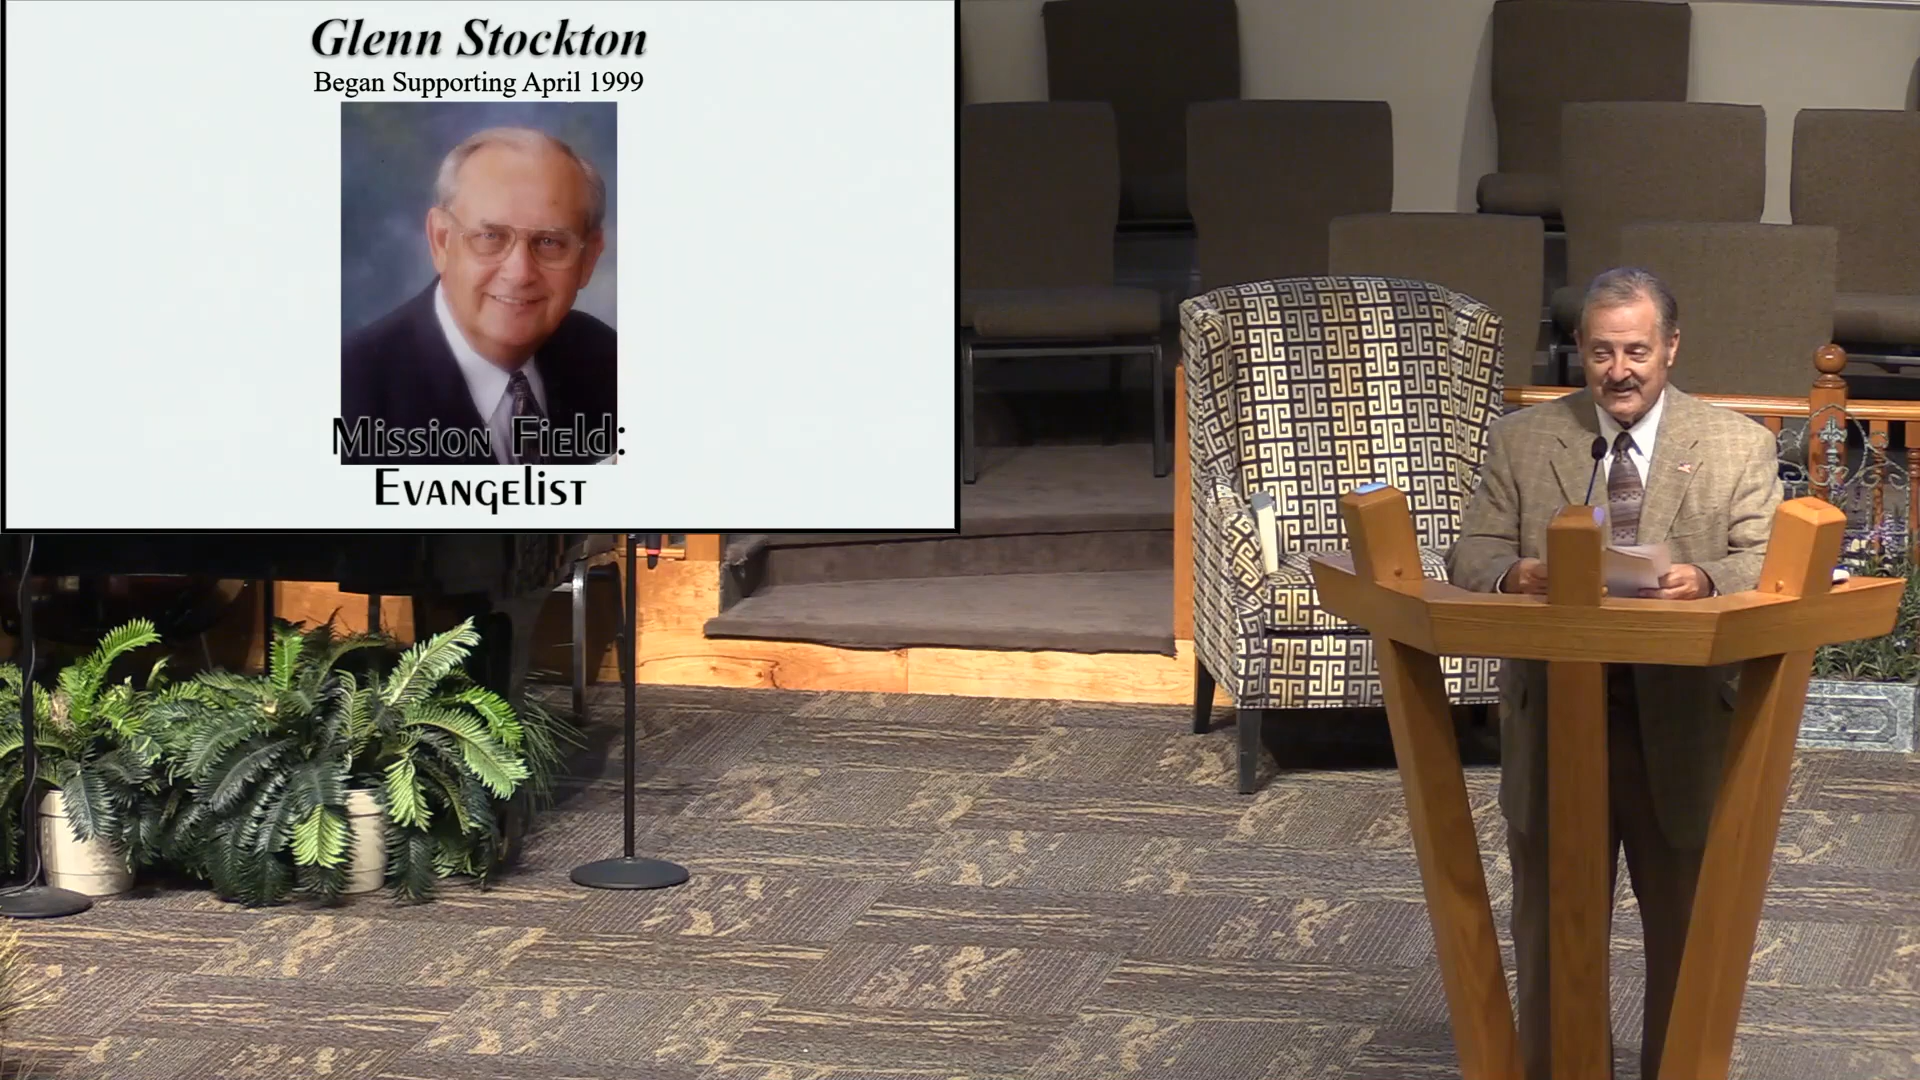 Glenn Stockton
Began Supporting April 1999
Mission Field:
Evangelist